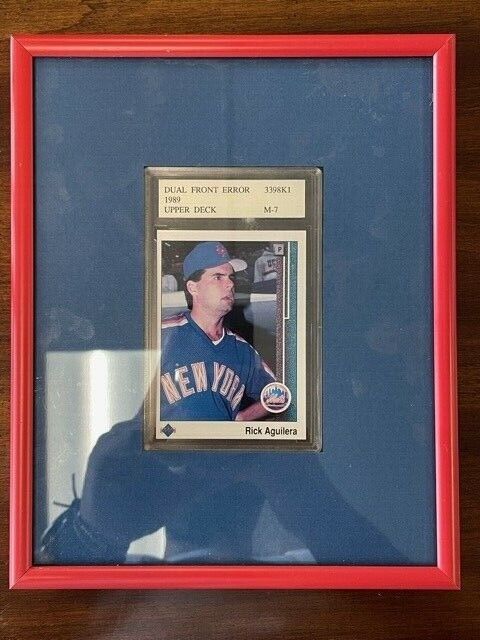 DUAL FRONT ERROR 3398K1
1989
UPPER DECK M-7
P
NEW YORK
Rick Aguilera